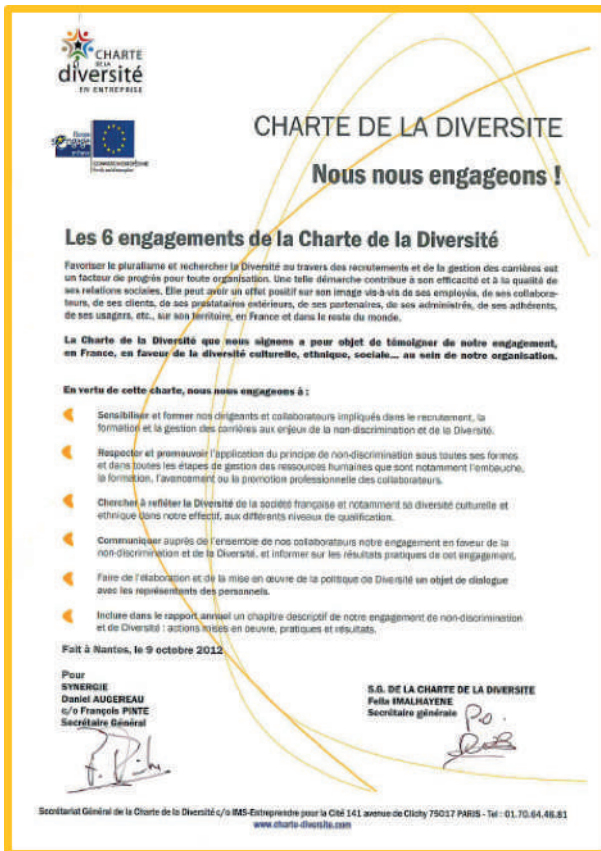 CHARTE
DE LA
diversité
EN ENTREPRISE
COMMISSION EUROPÉENNE
CHARTE DE LA DIVERSITE
Nous nous engageons !
Les 6 engagements de la Charte de la Diversité
Favoriser le pluralisme et rechercher la Diversité au travers des recrutements et de la gestion des carrières est
un facteur de progrès pour toute organisation. Une telle démarche contribue à son efficacité et à la qualité de
ses relations sociales. Elle peut avoir un effet positif sur son image vis-à-vis de ses employés, de ses collabora-
teurs, de ses clients, de ses prestataires extérieurs, de ses partenaires, de ses administrés, de ses adhérents,
de ses usagers, etc., sur son territoire, en France et dans le reste du monde.
La Charte de la Diversité que nous signons a pour objet de témoigner de notre engagement,
en France, en faveur de la diversité culturelle, ethnique, sociale... au sein de notre organisation.
En vertu de cette charte, nous nous engageons à :
Sensibiliser et former nos dirigeants et collaborateurs impliqués dans le recrutement, la
formation et la gestion des carrières aux enjeux de la non-discrimination et de la Diversité.
Respecter et promouvoir l'application du principe de non-discrimination sous toutes ses formes
et dans toutes les étapes de gestion des ressources humaines que sont notamment l'embauche,
la formation, l'avancement ou la promotion professionnelle des collaborateurs.
Chercher à refléter la Diversité de la société française et notamment sa diversité culturelle et
ethnique dans notre effectif, aux différents niveaux de qualification.
Communiquer auprès de l'ensemble de nos collaborateurs notre engagement en faveur de la
non-discrimination et de la Diversité, et informer sur les résultats pratiques de cet engagement.
Faire de l'élaboration et de la mise en œuvre de la politique de Diversité un objet de dialogue
avec les représentants des personnels.
Inclure dans le rapport annuel un chapitre descriptif de notre engagement de non-discrimination
et de Diversité : actions mises en oeuvre, pratiques et résultats.
Fait à Nantes, le 9 octobre 2012
Pour
SYNERGIE
Daniel AUGEREAU
c/o François PINTE
Secrétaire Général
S.G. DE LA CHARTE DE LA DIVERSITE
Fella IMALHAYENE
Secrétaire générale
P.O.
Secrétariat Général de la Charte de la Diversité c/o IMS-Entreprendre pour la Cité 141 avenue de Clichy 75017 PARIS - Tel : 01.70.64.46.81
www.charte-diversite.com